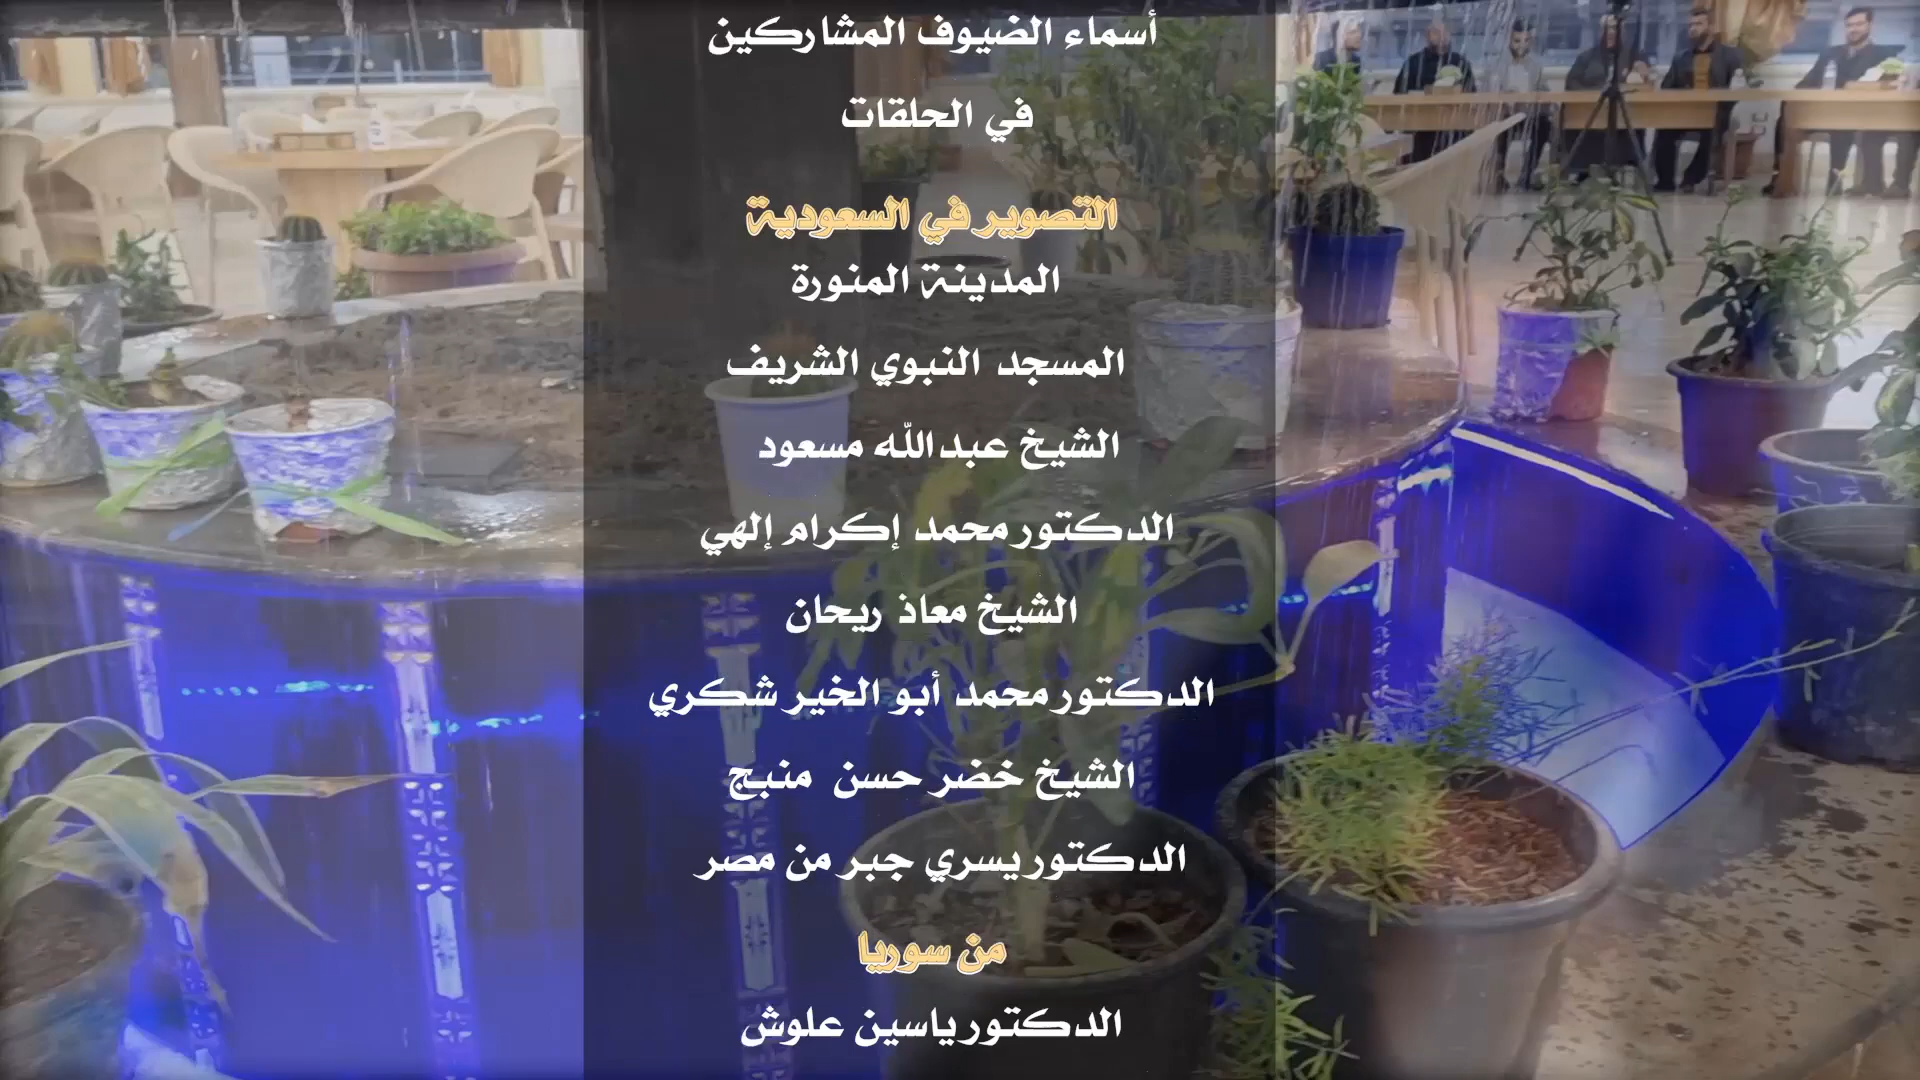 أسماء الضيوف المشاركين
في الحلقات
التصوير في السعودية
المدينة المنورة
المسجد النبوي الشريف
الشيخ عبدالله مسعود
الدكتور محمد إكرام إلهي
الشيخ معاذ ريحان
الدكتور محمد أبو الخير شكري
الشيخ خضر حسن منبج
الدكتور يسري جبر من مصر
من سوريا
الدكتور ياسين علوش